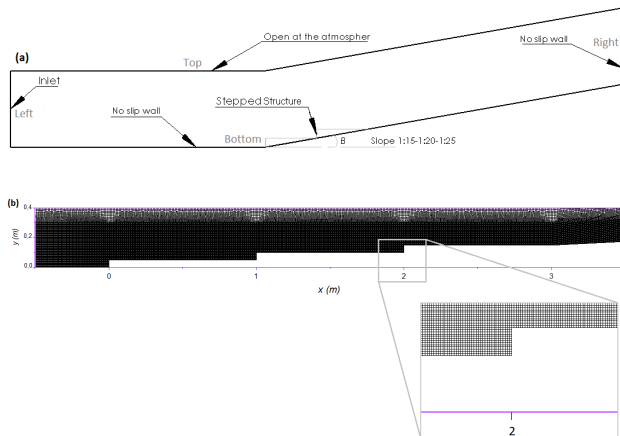 Open at the atmospher
(a)
Top
No slip wall
Right
Inlet
Left
No slip wall
Stepped Structure
Bottom
B
Slope 1:15-1:20-1:25
(b)
0,4
0,2
0,0
y (m)
0
1
2
3
x (m)
2